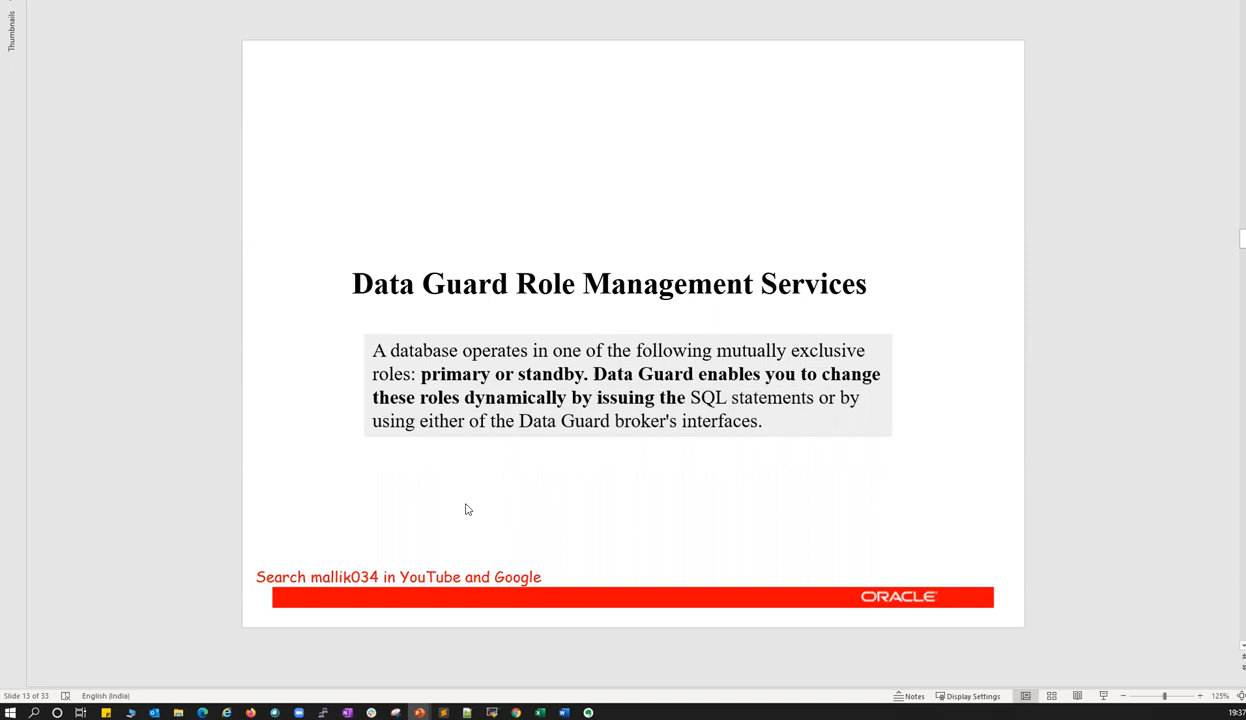 Thumbnails
Data Guard Role Management Services
A database operates in one of the following mutually exclusive
roles: primary or standby. Data Guard enables you to change
these roles dynamically by issuing the SQL statements or by
using either of the Data Guard broker's interfaces.
Search mallik034 in YouTube and Google
ORACLE
Slide 13 of 33
English (India)
Notes
Display Settings
125%
19:37